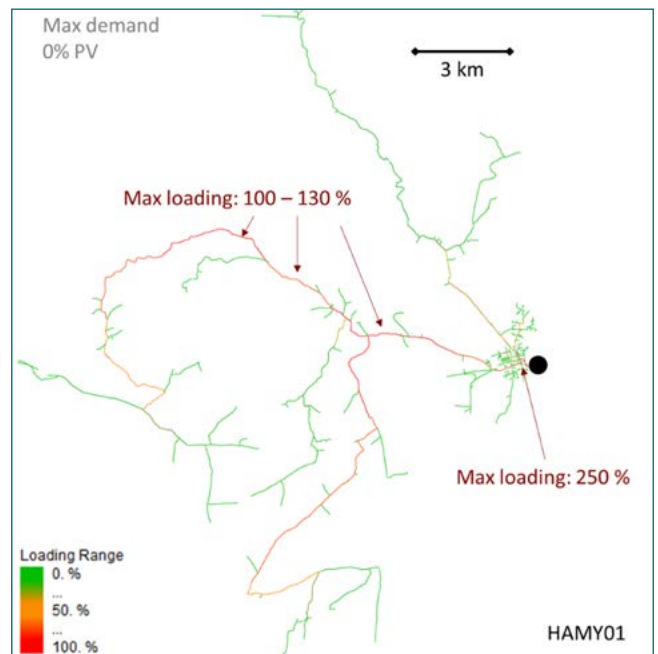 Max demand
0% PV
3 km
Max loading: 100 – 130 %
Max loading: 250 %
Loading Range
0. %
...
50. %
...
100. %
HAMY01